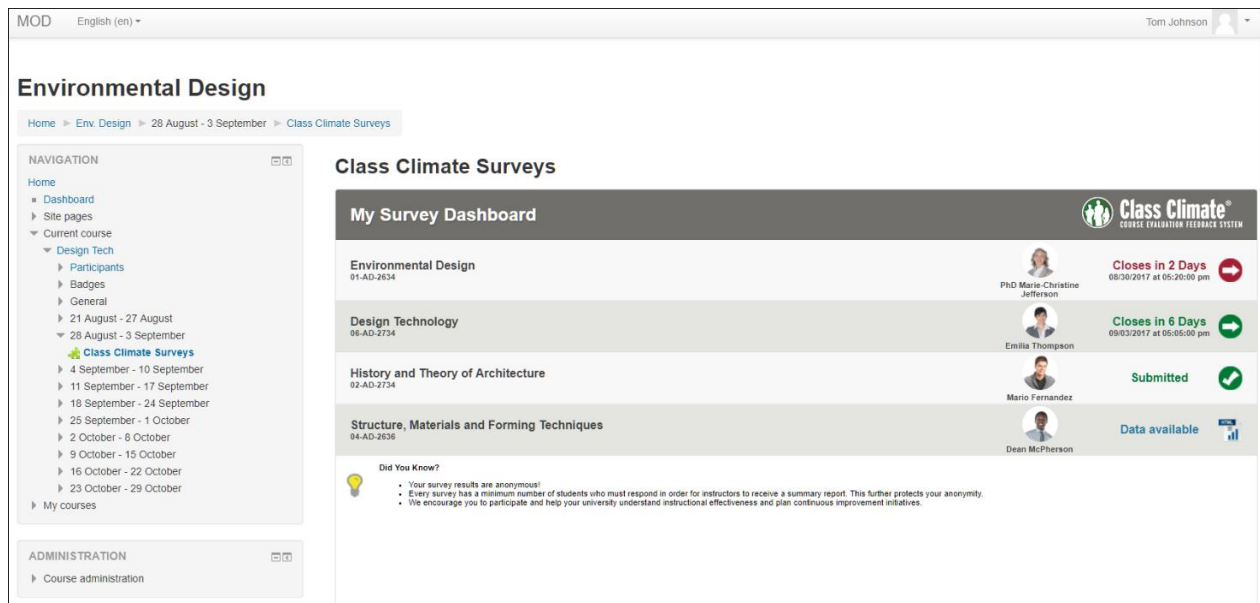 MOD English (en)
Tom Johnson
Environmental Design
Home Env. Design 28 August - 3 September Class Climate Surveys
NAVIGATION
Home
Dashboard
Site pages
Current course
Design Tech
Participants
Badges
General
21 August - 27 August
28 August - 3 September
Class Climate Surveys
4 September - 10 September
11 September - 17 September
18 September - 24 September
25 September - 1 October
2 October - 8 October
9 October - 15 October
16 October - 22 October
23 October - 29 October
My courses
ADMINISTRATION
Course administration
Class Climate Surveys
My Survey Dashboard
Class Climate®
COURSE EVALUATION FEEDBACK SYSTEM
Environmental Design
01-AD-2634
PhD Marie-Christine
Jefferson
Closes in 2 Days
08/30/2017 at 05:20:00 pm
Design Technology
06-AD-2734
Emilia Thompson
Closes in 6 Days
09/03/2017 at 05:05:00 pm
History and Theory of Architecture
02-AD-2734
Mario Fernandez
Submitted
Structure, Materials and Forming Techniques
04-AD-2636
Dean McPherson
Data available
HTML
Did You Know?
Your survey results are anonymous!
Every survey has a minimum number of students who must respond in order for instructors to receive a summary report. This further protects your anonymity.
We encourage you to participate and help your university understand instructional effectiveness and plan continuous improvement initiatives.